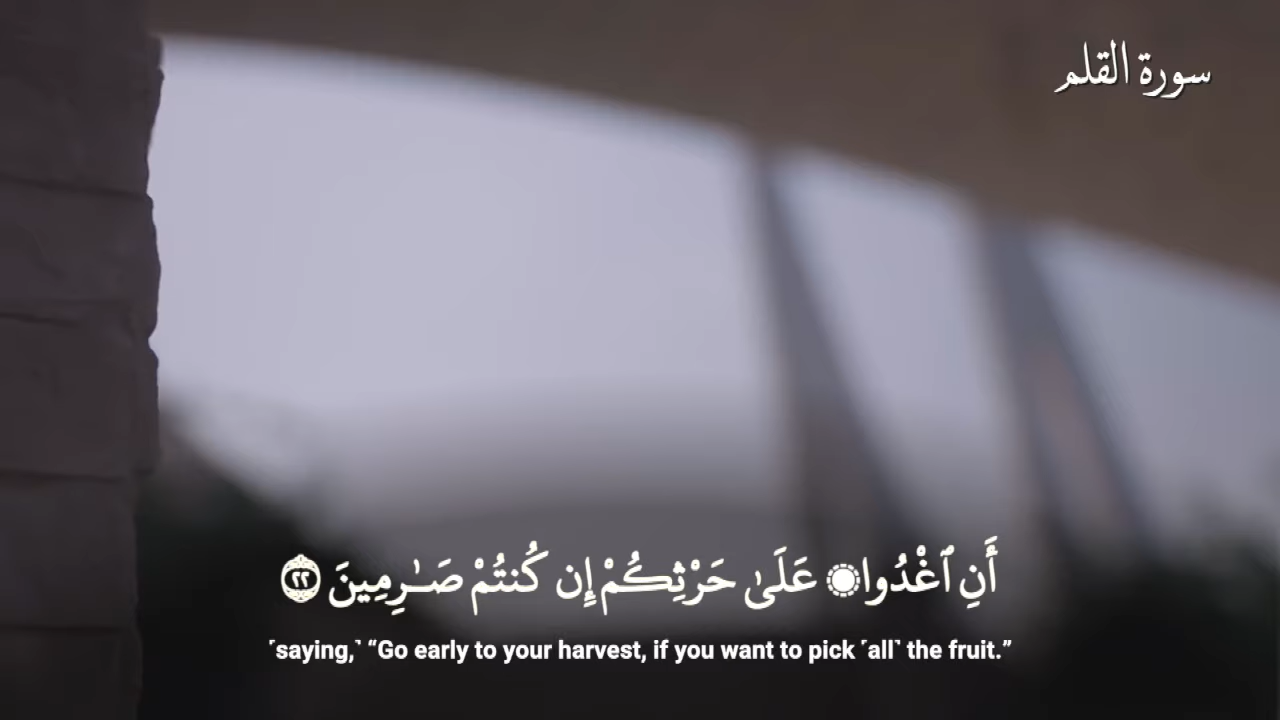 سورة القلم
أَنِ ٱغْدُوا۟ عَلَىٰ حَرْثِكُمْ إِن كُنتُمْ صَـٰرِمِينَ ٢٢
˹saying,˺ “Go early to your harvest, if you want to pick ˹all˺ the fruit.”